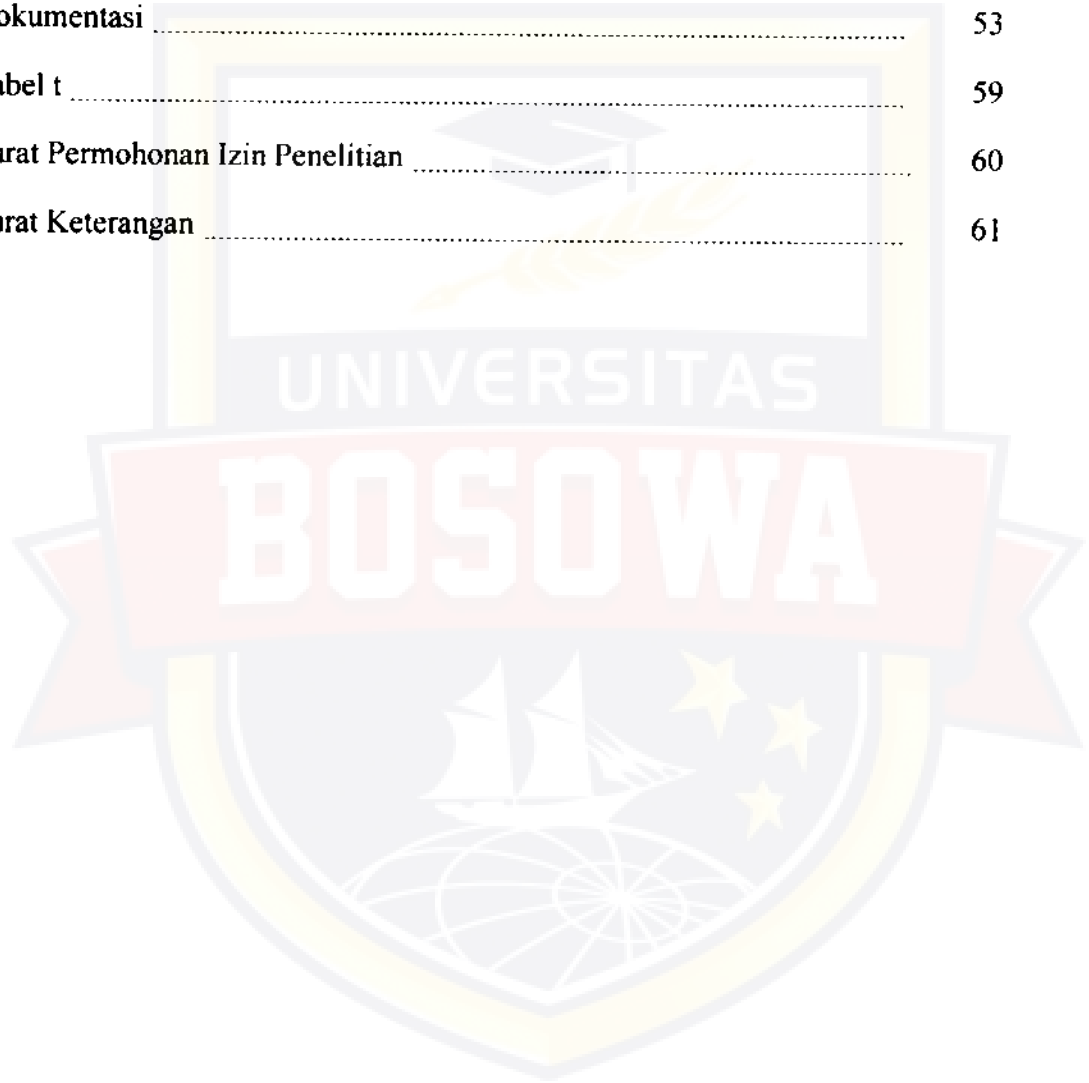 okumentasi ........ 53
abel t ........ 59
urat Permohonan Izin Penelitian ........ 60
urat Keterangan ........ 61
UNIVERSITAS
BOSOWA